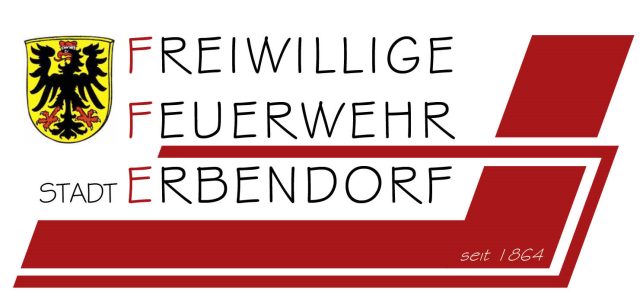 FREIWILLIGE
FEUERWEHR
STADT ERBENDORF
seit 1864